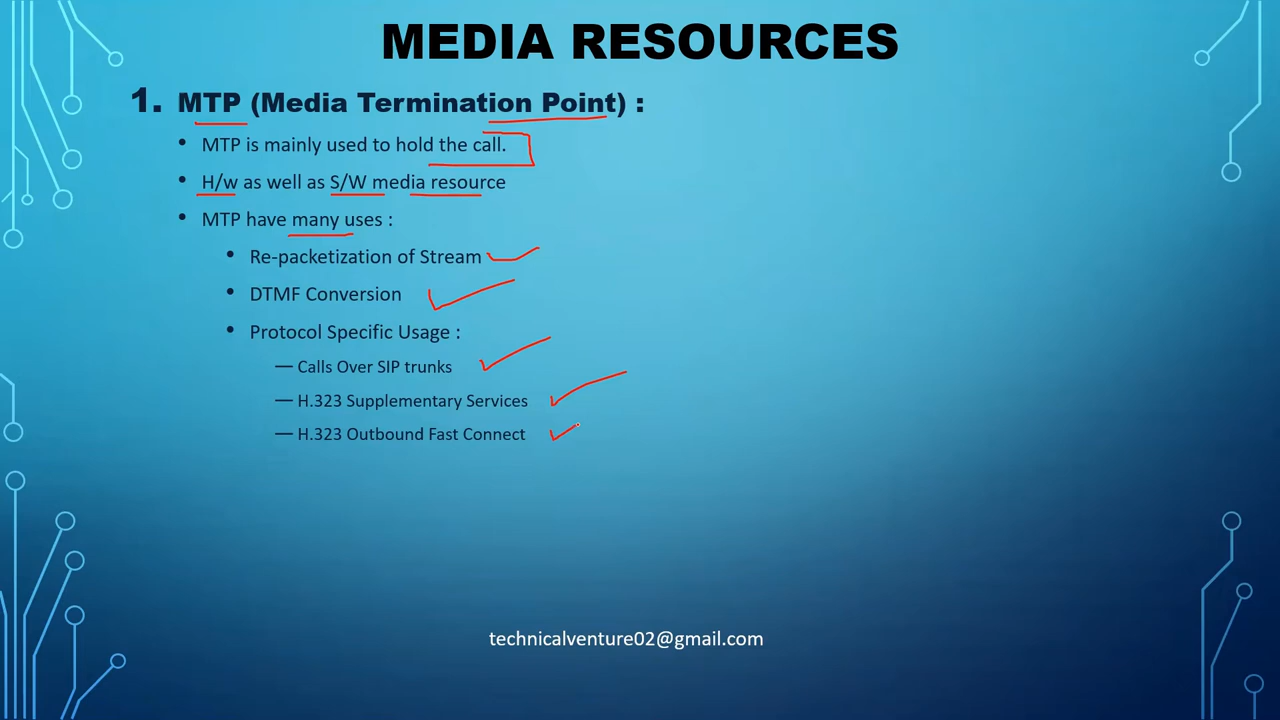 MEDIA RESOURCES
1. MTP (Media Termination Point) :
• MTP is mainly used to hold the call.
• H/w as well as S/W media resource
• MTP have many uses :
• Re-packetization of Stream
• DTMF Conversion
• Protocol Specific Usage :
— Calls Over SIP trunks
— H.323 Supplementary Services
— H.323 Outbound Fast Connect
technicalventure02@gmail.com